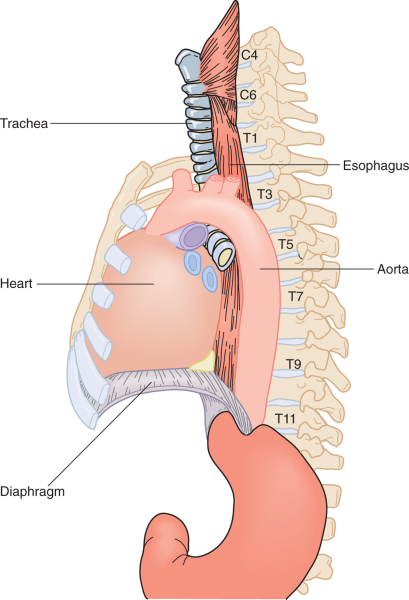 C4
C6
Trachea
T1
Esophagus
T3
T5
Aorta
Heart
T7
T9
T11
Diaphragm